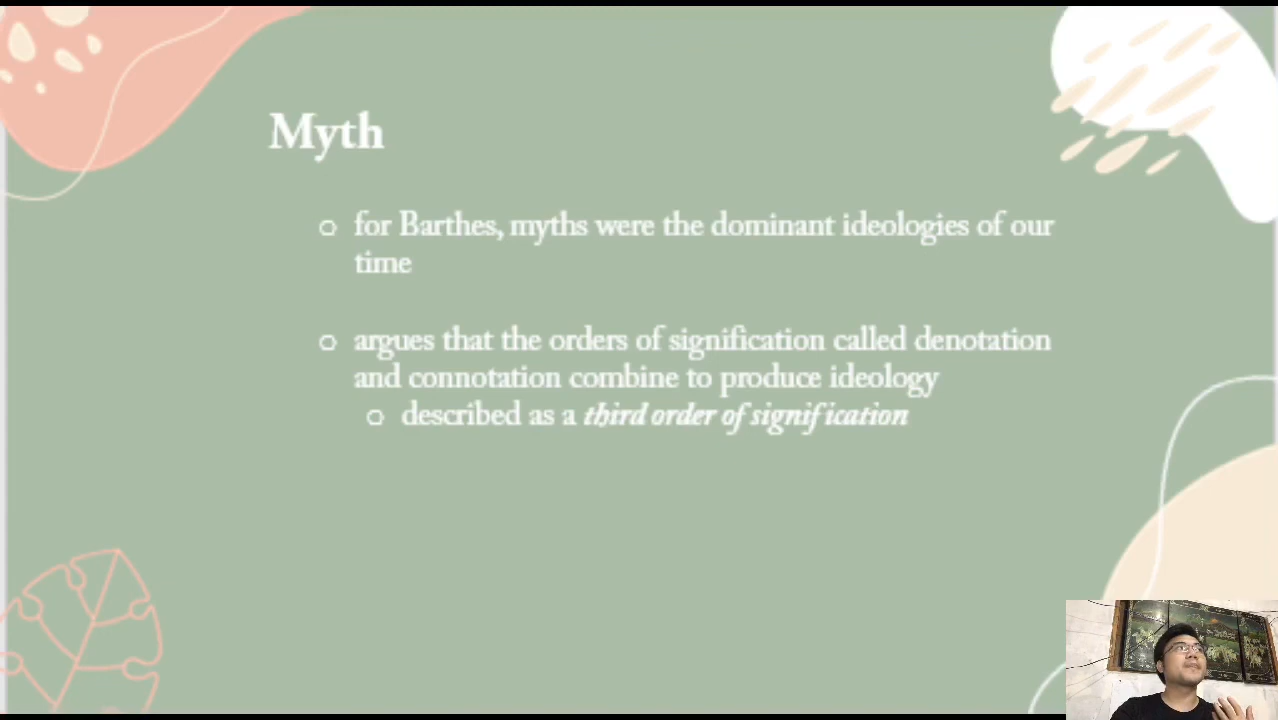 Myth
for Barthes, myths were the dominant ideologies of our
time
argues that the orders of signification called denotation
and connotation combine to produce ideology
described as a third order of signification